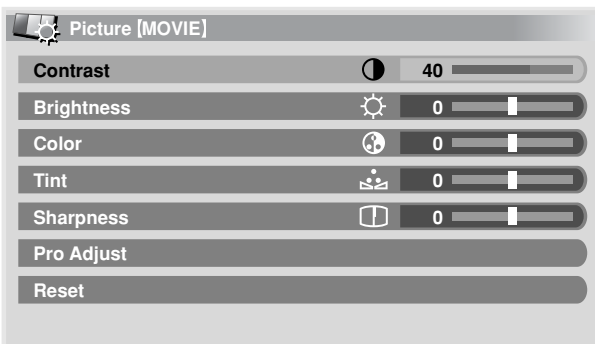 Picture [MOVIE]
Contrast 40
Brightness 0
Color 0
Tint 0
Sharpness 0
Pro Adjust
Reset